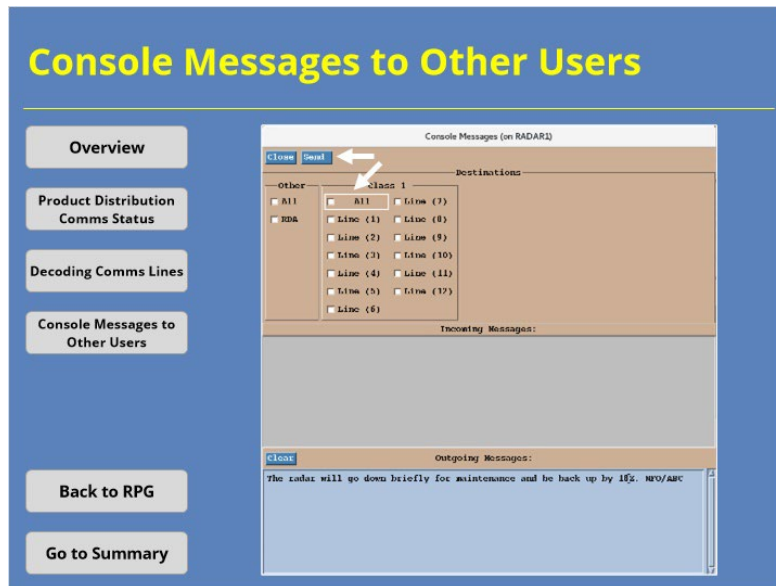 Console Messages to Other Users
Overview
Product Distribution
Comms Status
Decoding Comms Lines
Console Messages to
Other Users
Back to RPG
Go to Summary
Console Messages (on RADAR1)
Close Send
Destinations
Other
All
RDA
Class 1
All Line (7)
Line (1) Line (8)
Line (2) Line (9)
Line (3) Line (10)
Line (4) Line (11)
Line (5) Line (12)
Line (6)
Incoming Messages:
Clear Outgoing Messages:
The radar will go down briefly for maintenance and be back up by